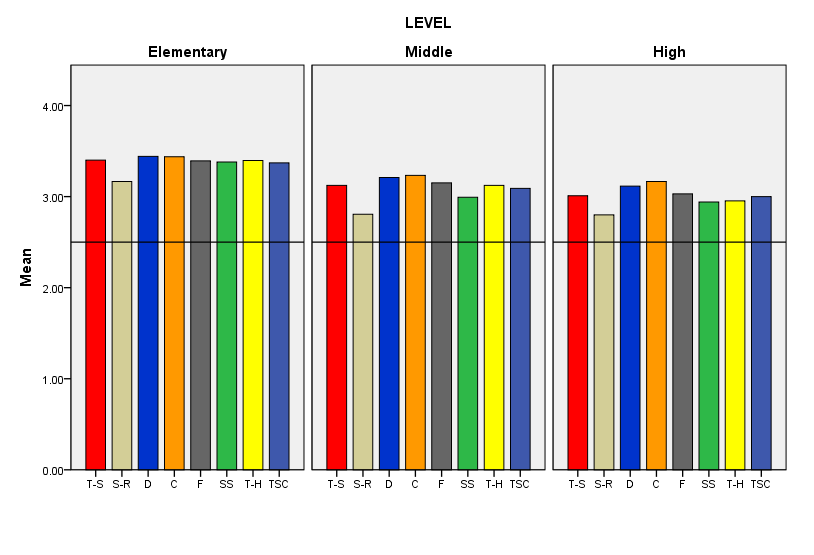 LEVEL
Elementary Middle High
Mean
4.00
3.00
2.00
1.00
0.00
T-S S-R D C F SS T-H TSC T-S S-R D C F SS T-H TSC T-S S-R D C F SS T-H TSC